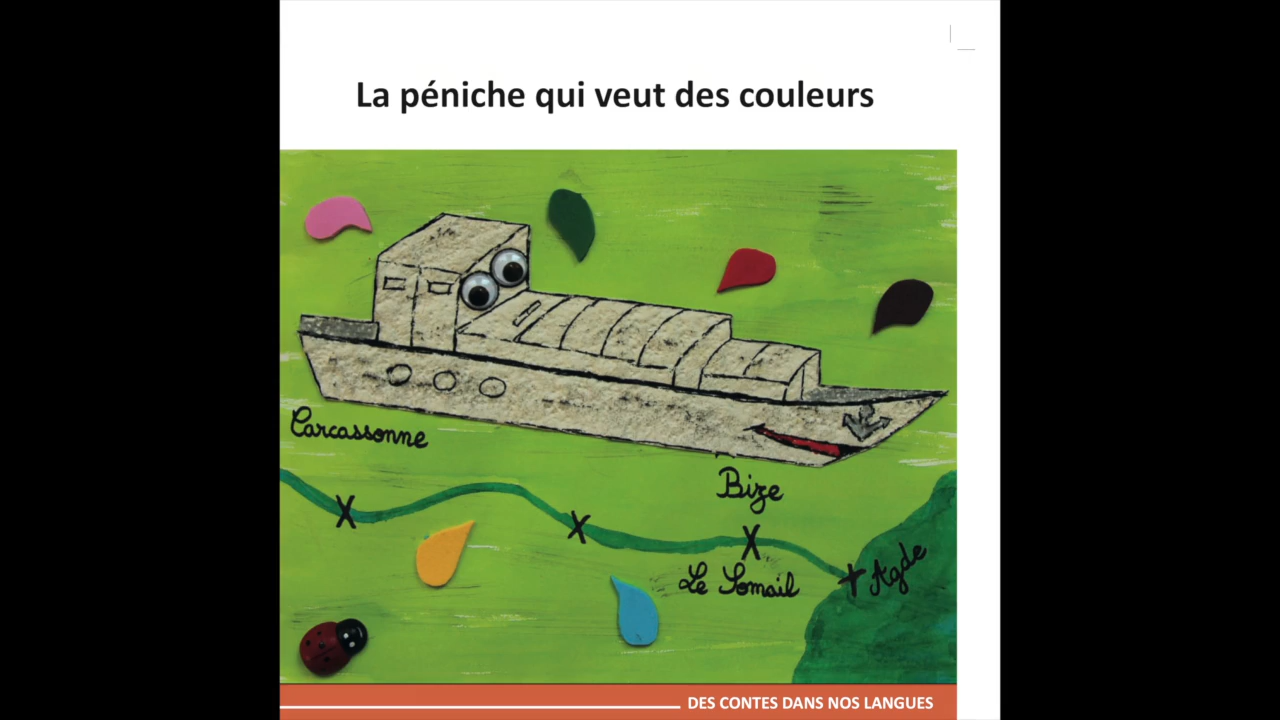 La péniche qui veut des couleurs
Carcassonne
Bize
Le Somail
Agde
DES CONTES DANS NOS LANGUES